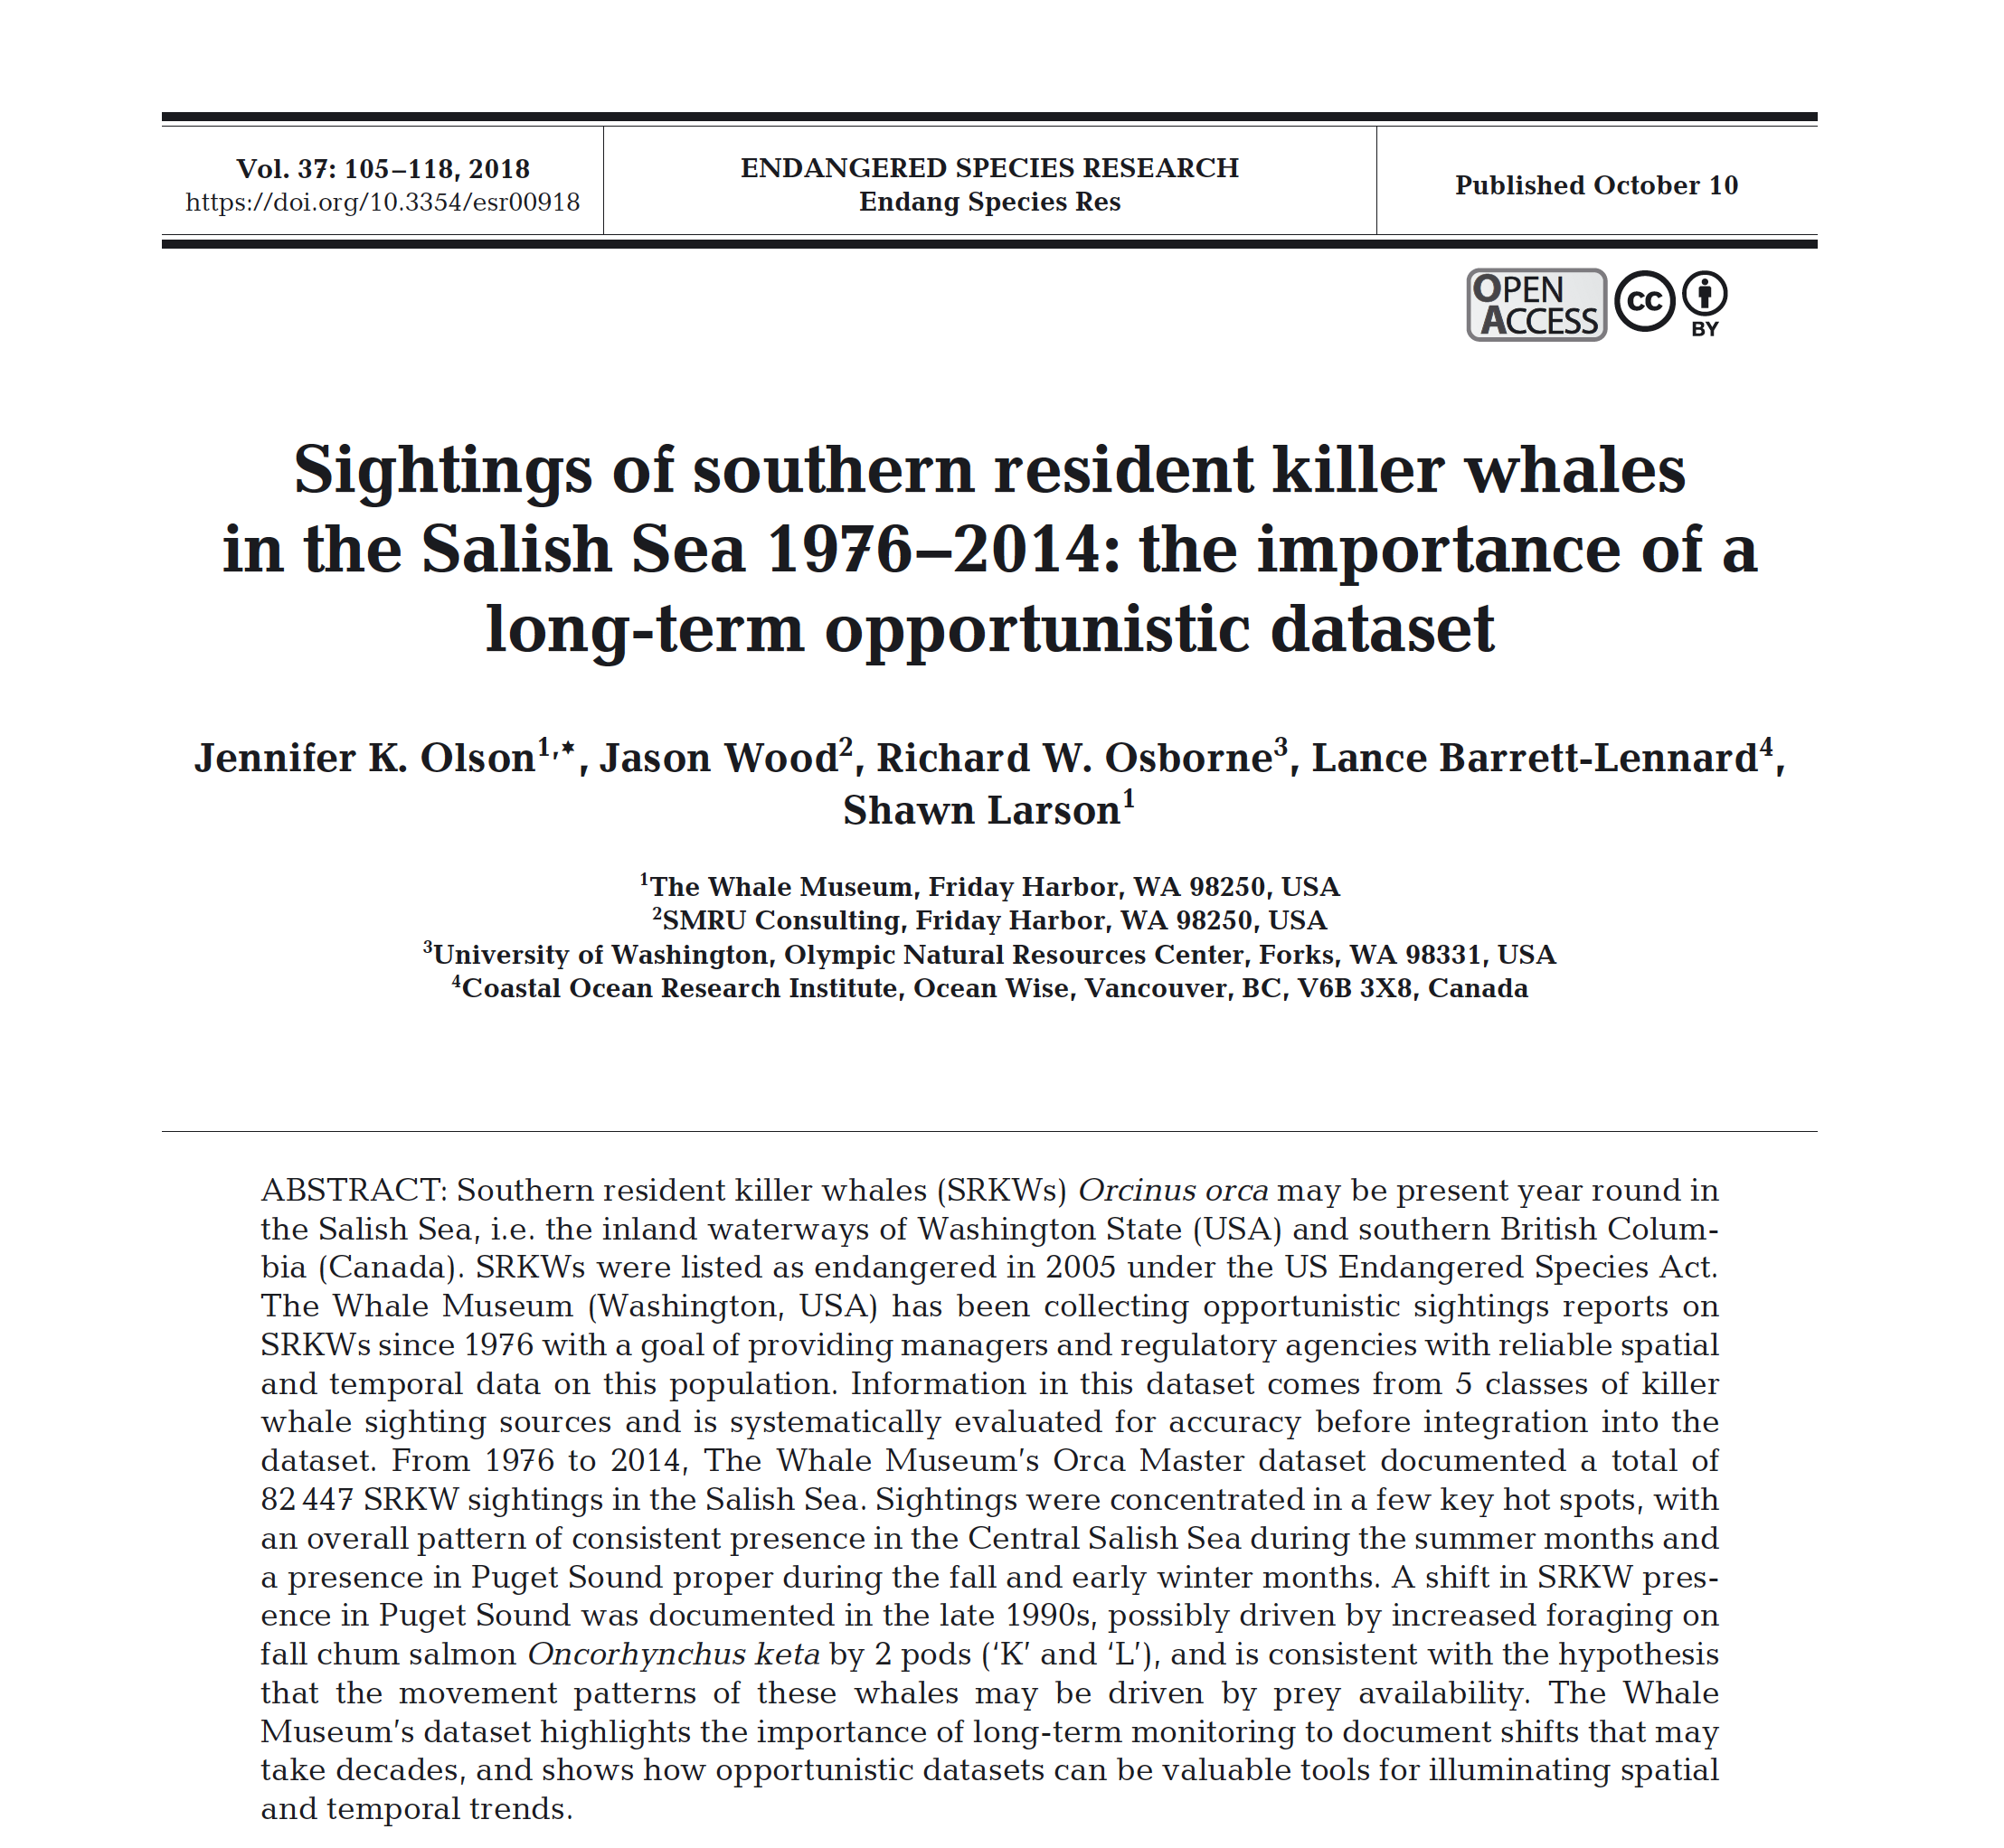 Vol. 37: 105–118, 2018
https://doi.org/10.3354/esr00918
ENDANGERED SPECIES RESEARCH
Endang Species Res
Published October 10
OPEN ACCESS
CC
BY
Sightings of southern resident killer whales
in the Salish Sea 1976–2014: the importance of a
long-term opportunistic dataset
Jennifer K. Olson1,*, Jason Wood2, Richard W. Osborne3, Lance Barrett-Lennard4,
Shawn Larson1
1The Whale Museum, Friday Harbor, WA 98250, USA
2SMRU Consulting, Friday Harbor, WA 98250, USA
3University of Washington, Olympic Natural Resources Center, Forks, WA 98331, USA
4Coastal Ocean Research Institute, Ocean Wise, Vancouver, BC, V6B 3X8, Canada
ABSTRACT: Southern resident killer whales (SRKWs) Orcinus orca may be present year round in
the Salish Sea, i.e. the inland waterways of Washington State (USA) and southern British Colum-
bia (Canada). SRKWs were listed as endangered in 2005 under the US Endangered Species Act.
The Whale Museum (Washington, USA) has been collecting opportunistic sightings reports on
SRKWs since 1976 with a goal of providing managers and regulatory agencies with reliable spatial
and temporal data on this population. Information in this dataset comes from 5 classes of killer
whale sighting sources and is systematically evaluated for accuracy before integration into the
dataset. From 1976 to 2014, The Whale Museum's Orca Master dataset documented a total of
82 447 SRKW sightings in the Salish Sea. Sightings were concentrated in a few key hot spots, with
an overall pattern of consistent presence in the Central Salish Sea during the summer months and
a presence in Puget Sound proper during the fall and early winter months. A shift in SRKW pres-
ence in Puget Sound was documented in the late 1990s, possibly driven by increased foraging on
fall chum salmon Oncorhynchus keta by 2 pods (‘K’ and ‘L’), and is consistent with the hypothesis
that the movement patterns of these whales may be driven by prey availability. The Whale
Museum's dataset highlights the importance of long-term monitoring to document shifts that may
take decades, and shows how opportunistic datasets can be valuable tools for illuminating spatial
and temporal trends.